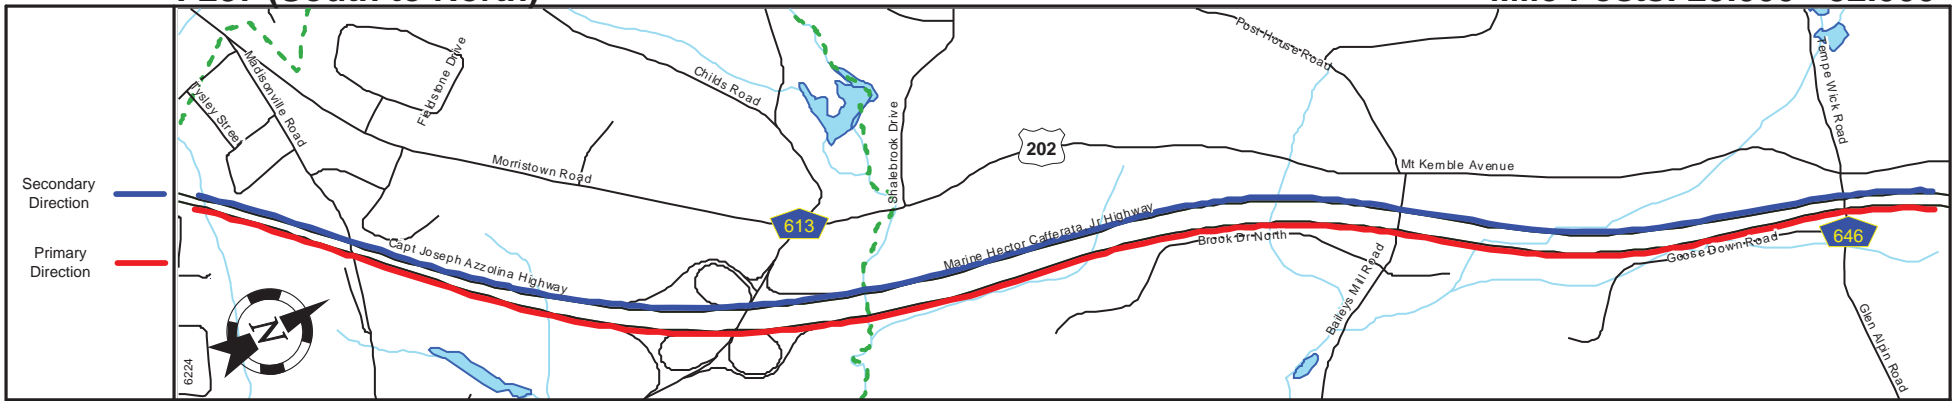 Secondary
Direction
Primary
Direction
Tysley Street
Madisonville Road
Fieldstone Drive
Morristown Road
Childs Road
Shalebrook Drive
202
Post House Road
Mt Kemble Avenue
Tempe Wick Road
613
Capt Joseph Azzolina Highway
Marine Hector Cafferata, Jr Highway
Brook Dr North
Baileys Mill Road
Goose Down Road
646
Glen Alpin Road
N
6224